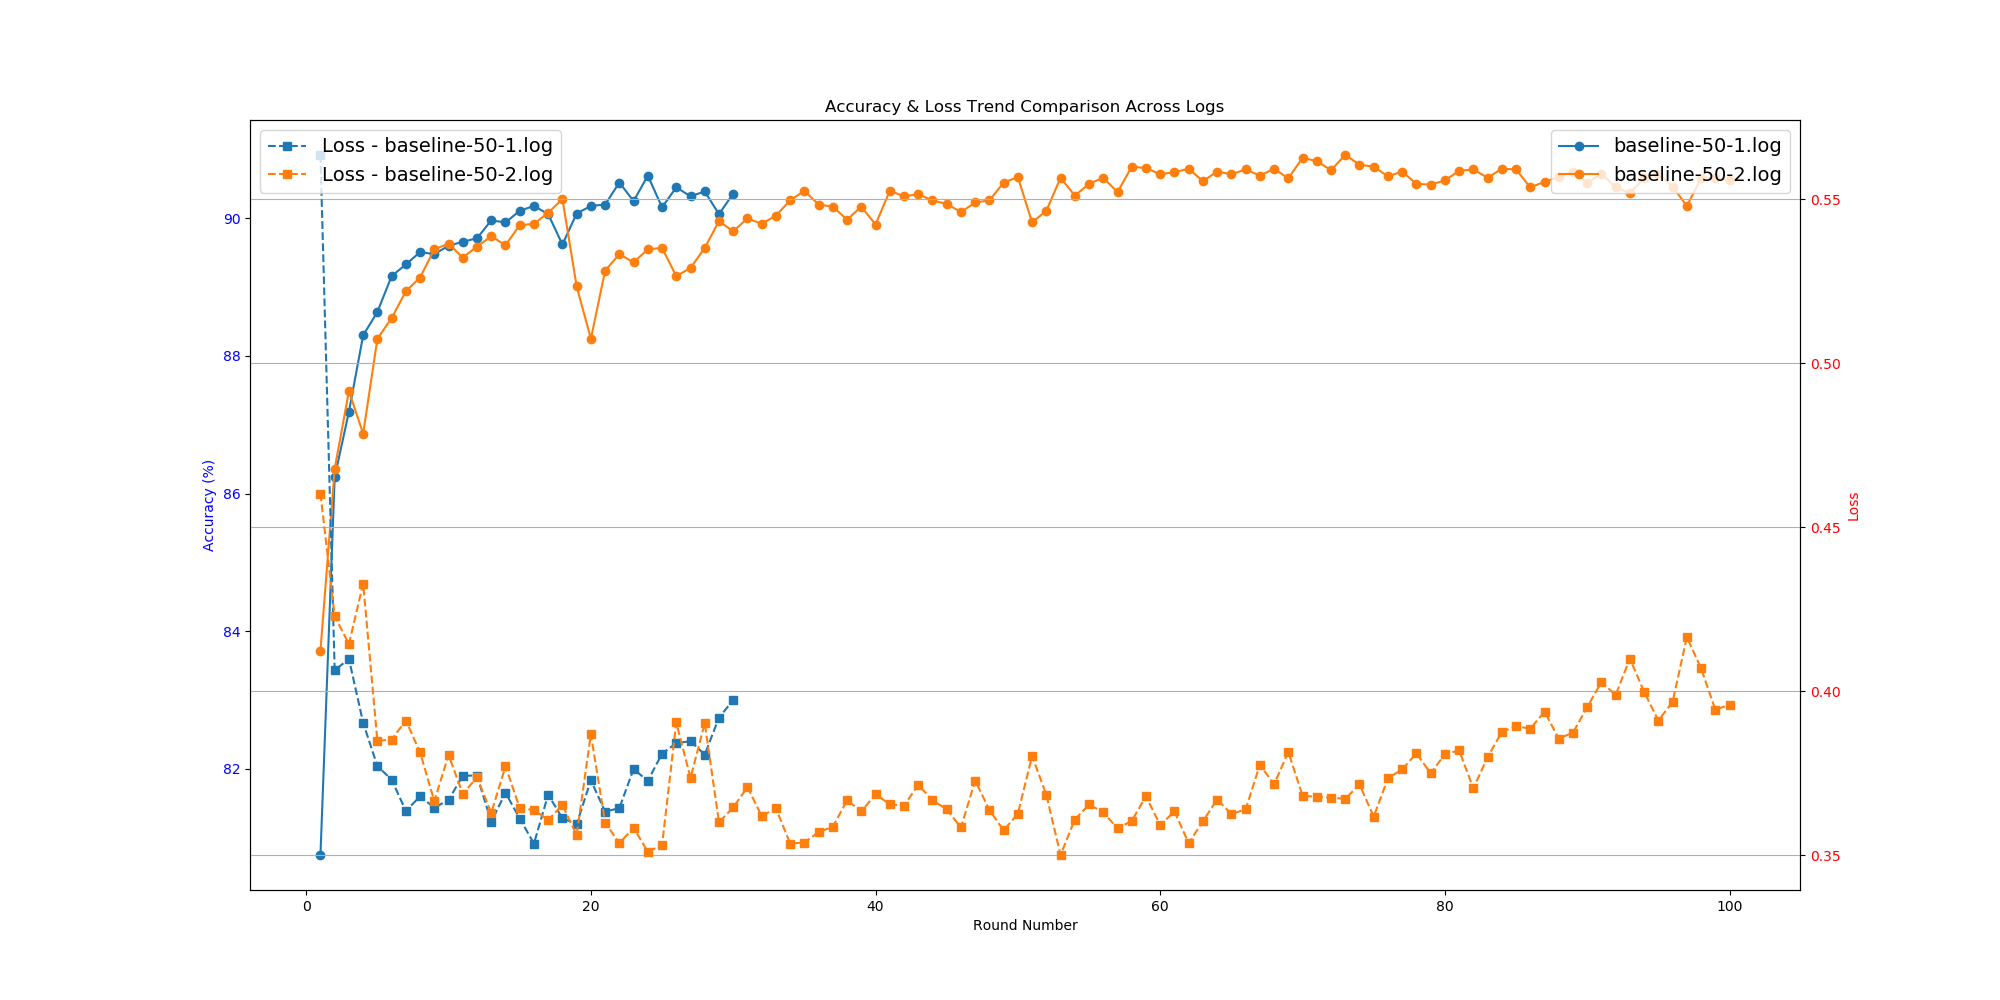 Accuracy & Loss Trend Comparison Across Logs
Loss - baseline-50-1.log
Loss - baseline-50-2.log
baseline-50-1.log
baseline-50-2.log
Accuracy (%)
90
88
86
84
82
0.55
0.50
0.45
0.40
0.35
Loss
0 20 40 60 80 100
Round Number